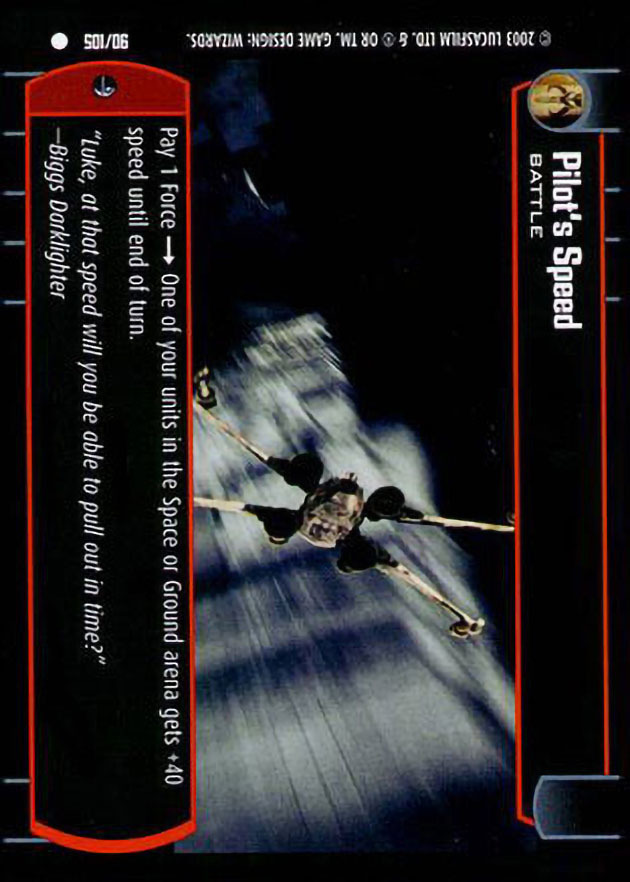 Pilot's Speed
BATTLE
Pay 1 Force → One of your units in the Space or Ground arena gets +40
speed until end of turn.
"Luke, at that speed will you be able to pull out in time?"
—Biggs Darklighter
90/105
© 2003 LUCASFILM LTD. & ® OR TM. GAME DESIGN: WIZARDS.